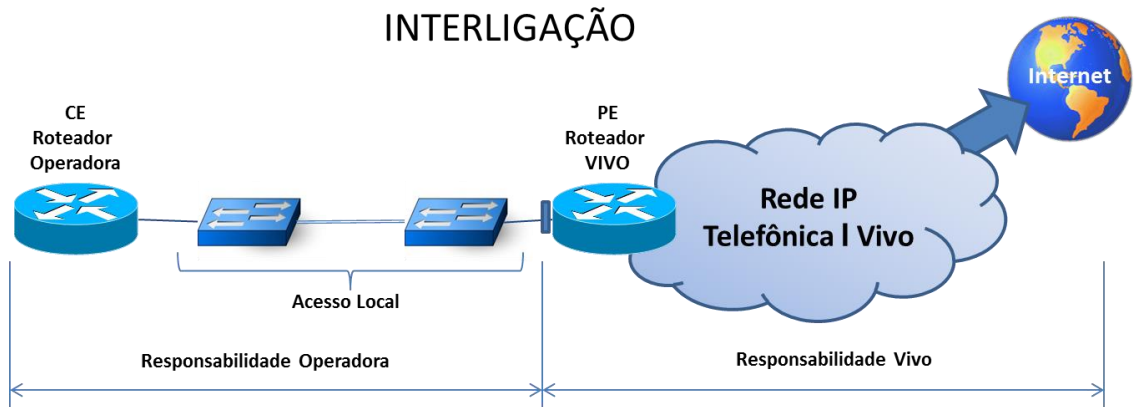 INTERLIGAÇÃO
Internet
CE
Roteador
Operadora
PE
Roteador
VIVO
Rede IP
Telefônica l Vivo
Acesso Local
Responsabilidade Operadora
Responsabilidade Vivo